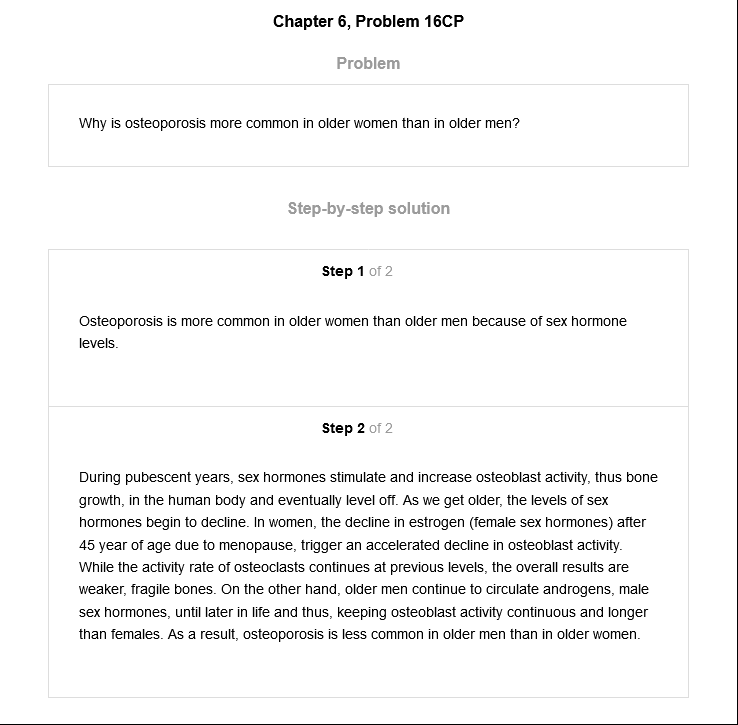 Chapter 6, Problem 16CP
Problem
Why is osteoporosis more common in older women than in older men?
Step-by-step solution
Step 1 of 2
Osteoporosis is more common in older women than older men because of sex hormone
levels.
Step 2 of 2
During pubescent years, sex hormones stimulate and increase osteoblast activity, thus bone
growth, in the human body and eventually level off. As we get older, the levels of sex
hormones begin to decline. In women, the decline in estrogen (female sex hormones) after
45 year of age due to menopause, trigger an accelerated decline in osteoblast activity.
While the activity rate of osteoclasts continues at previous levels, the overall results are
weaker, fragile bones. On the other hand, older men continue to circulate androgens, male
sex hormones, until later in life and thus, keeping osteoblast activity continuous and longer
than females. As a result, osteoporosis is less common in older men than in older women.